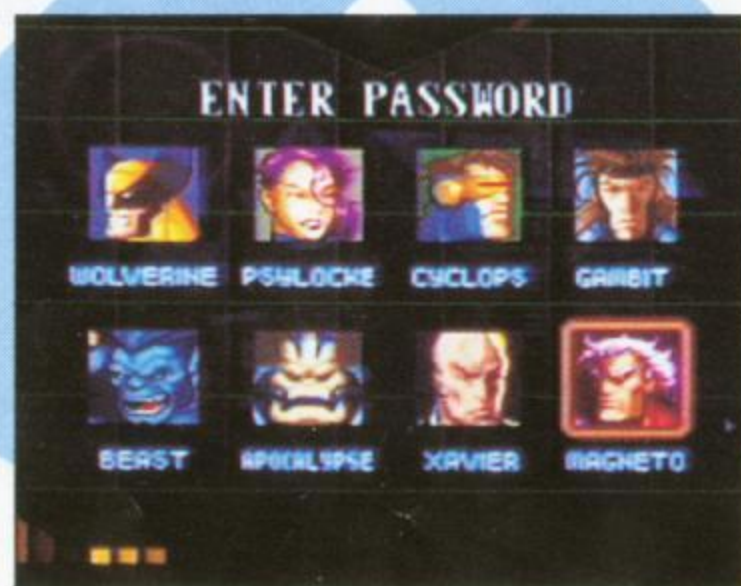 ENTER PASSWORD
WOLVERINE PSYLOCKE CYCLOPS GAMBIT
BEAST APOCALYPSE XAVIER MAGNETO